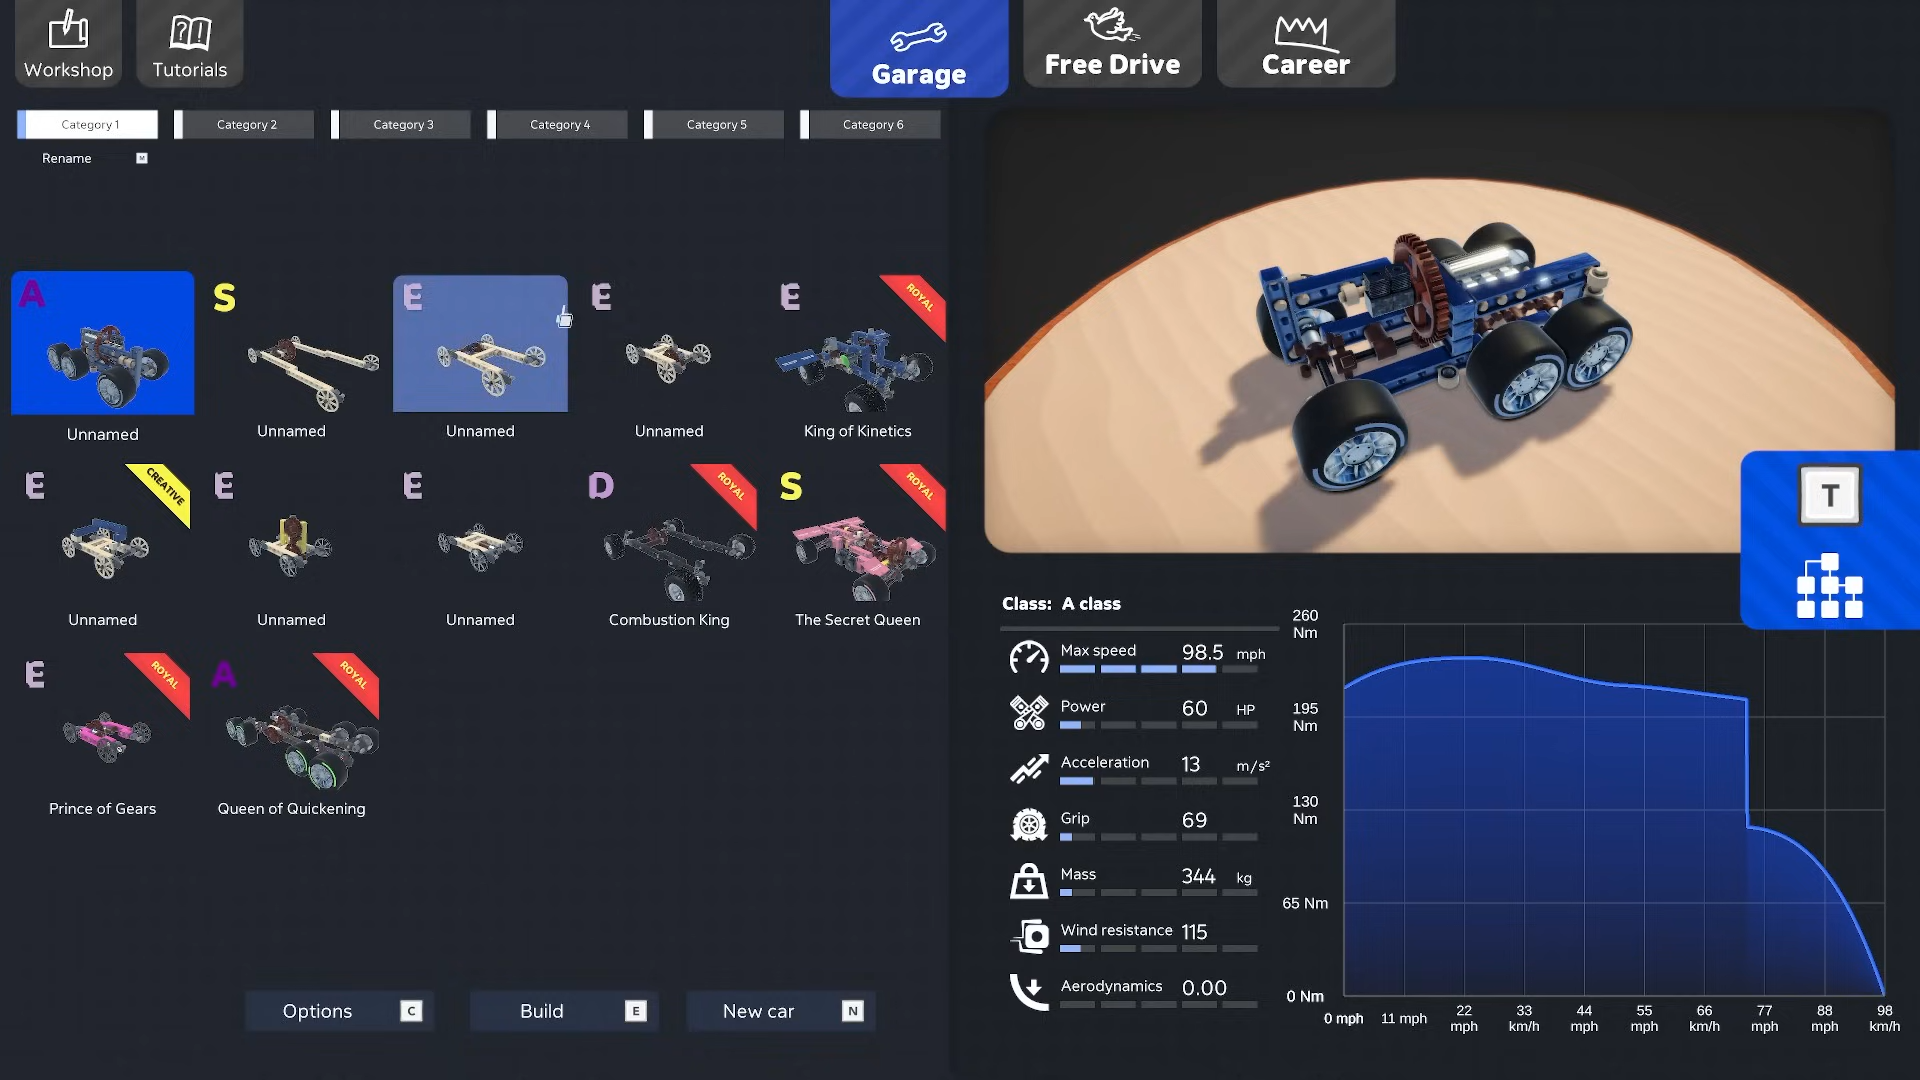 Workshop
Tutorials
Garage
Free Drive
Career
Category 1
Category 2
Category 3
Category 4
Category 5
Category 6
Rename
M
A
S
E
E
E
ROYAL
Unnamed
Unnamed
Unnamed
Unnamed
King of Kinetics
E
CREATIVE
E
E
D
ROYAL
S
ROYAL
Unnamed
Unnamed
Unnamed
Combustion King
The Secret Queen
E
ROYAL
A
ROYAL
Prince of Gears
Queen of Quickening
Options C
Build E
New car N
T
Class: A class
Max speed 98.5 mph
Power 60 HP
Acceleration 13 m/s²
Grip 69
Mass 344 kg
Wind resistance 115
Aerodynamics 0.00
260
Nm
195
Nm
130
Nm
65 Nm
0 Nm
0 mph
11 mph
22
mph
33
km/h
44
mph
55
mph
66
km/h
77
mph
88
mph
98
km/h